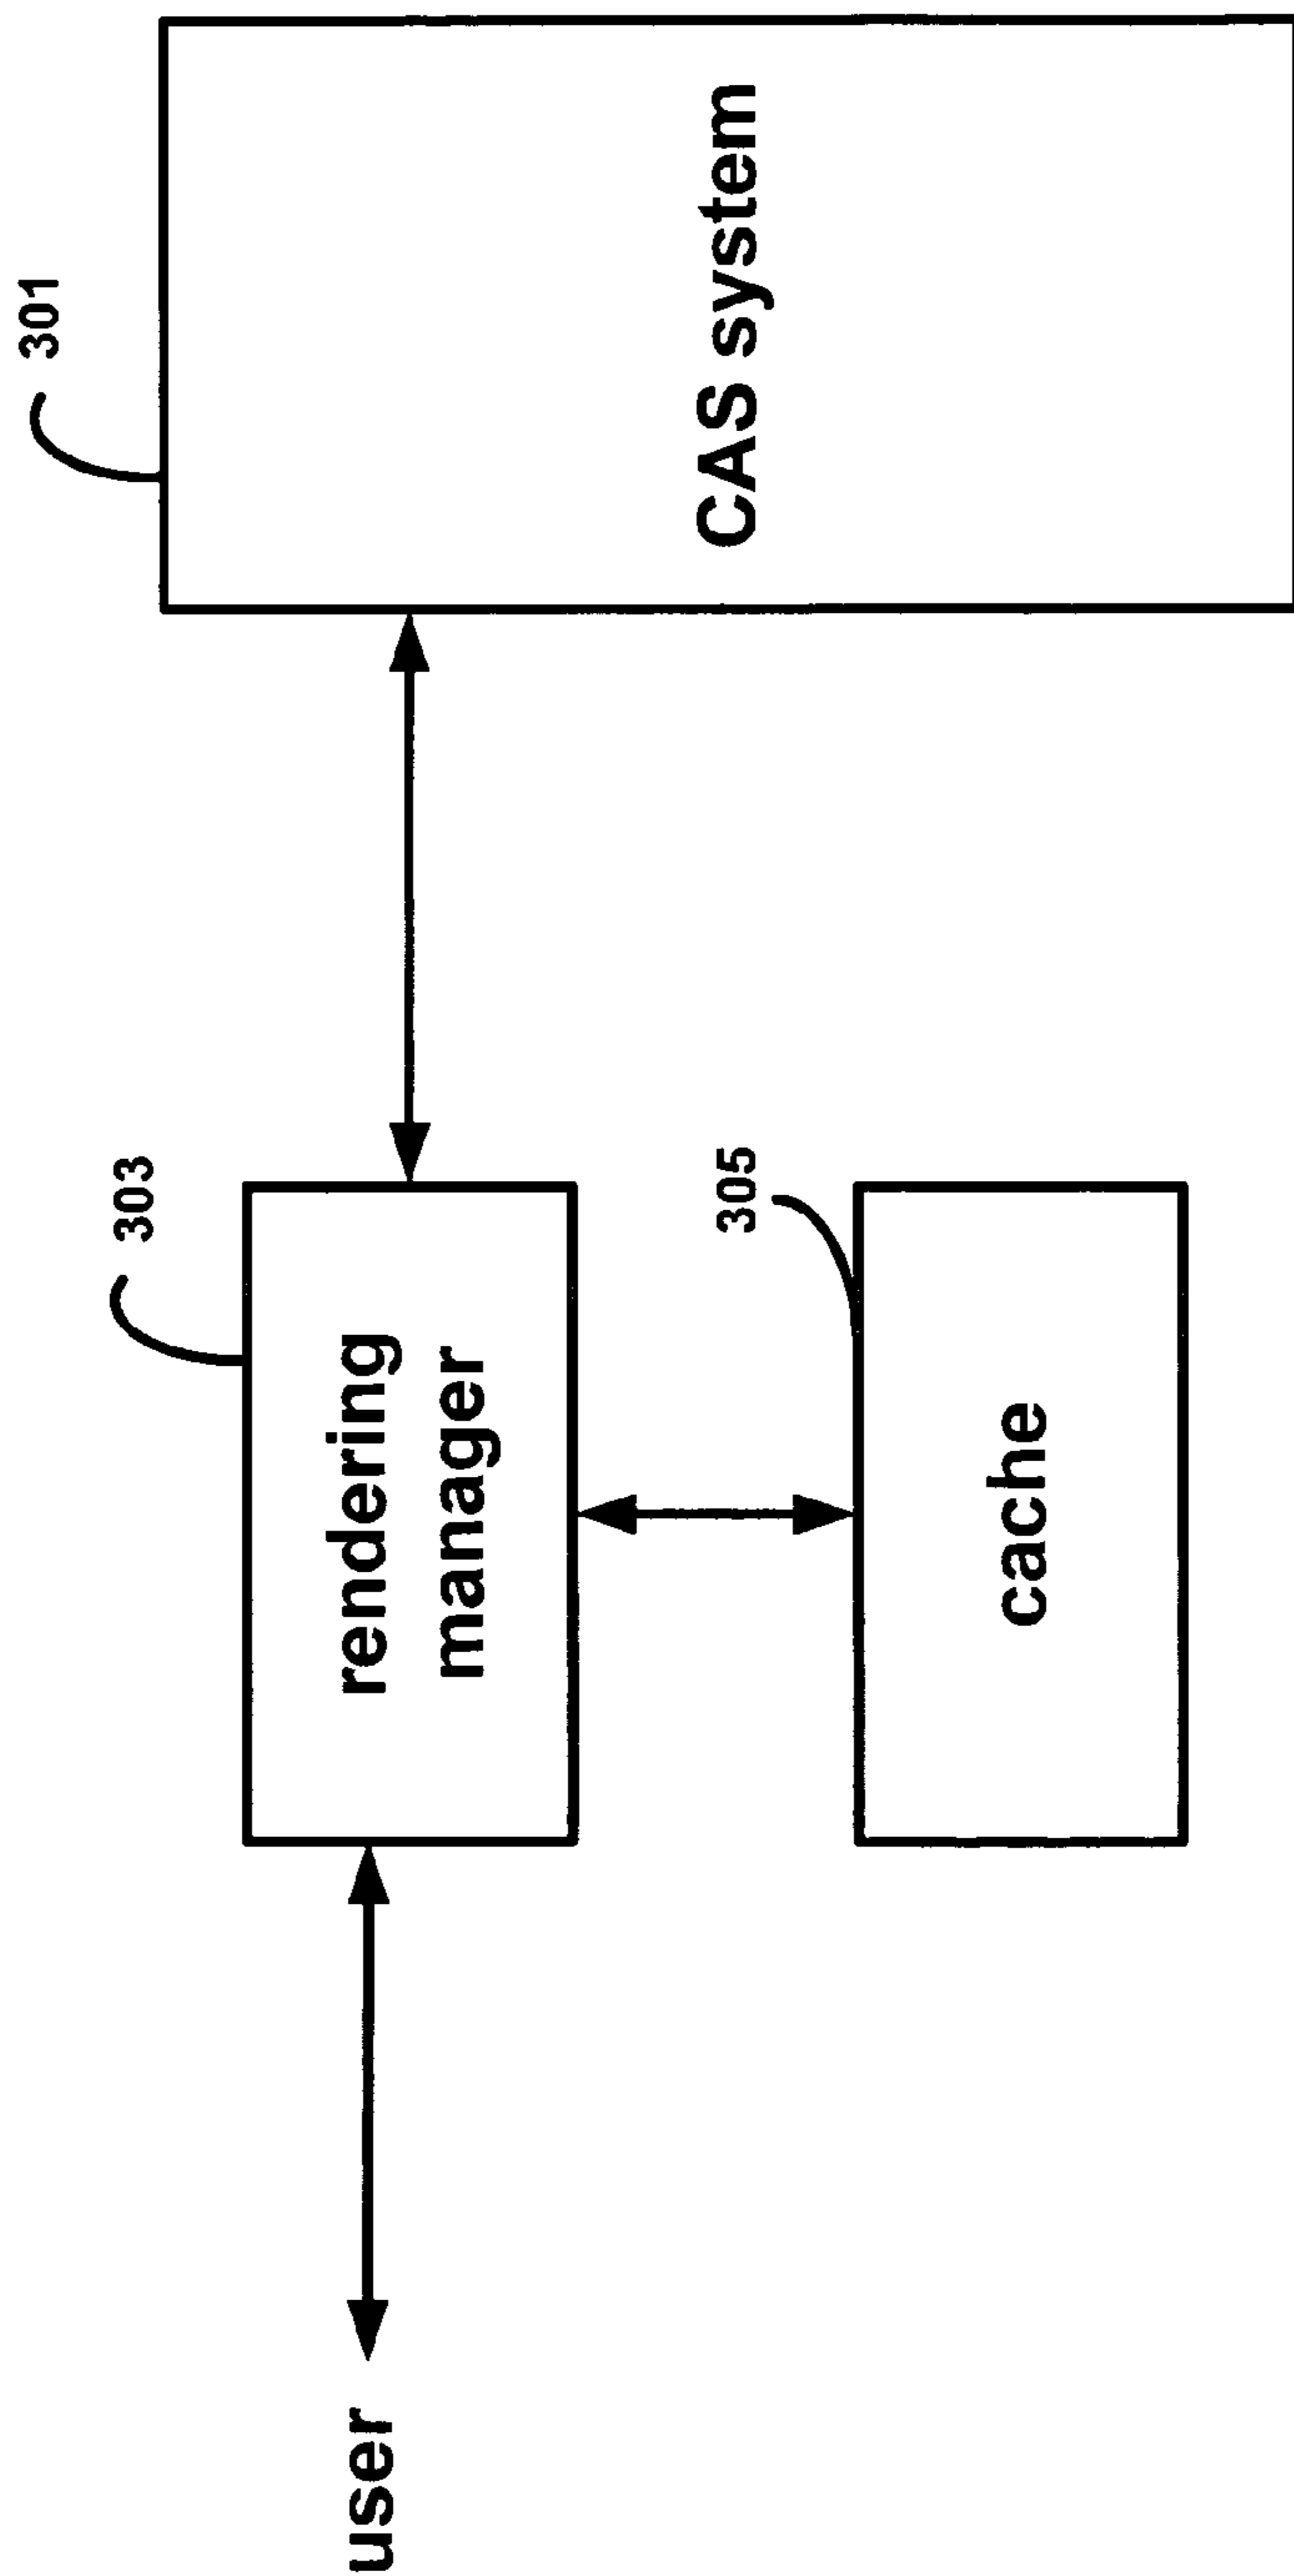 301
CAS system
303
rendering
manager
305
cache
user